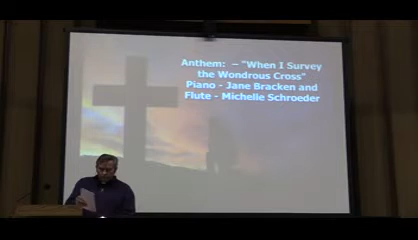 Anthem: – "When I Survey
the Wondrous Cross"
Piano - Jane Bracken and
Flute - Michelle Schroeder